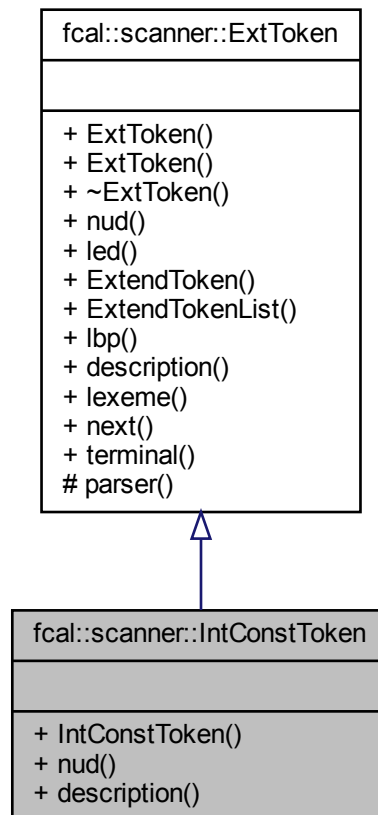 fcal::scanner::ExtToken
+ ExtToken()
+ ExtToken()
+ ~ExtToken()
+ nud()
+ led()
+ ExtendToken()
+ ExtendTokenList()
+ lbp()
+ description()
+ lexeme()
+ next()
+ terminal()
# parser()
fcal::scanner::IntConstToken
+ IntConstToken()
+ nud()
+ description()